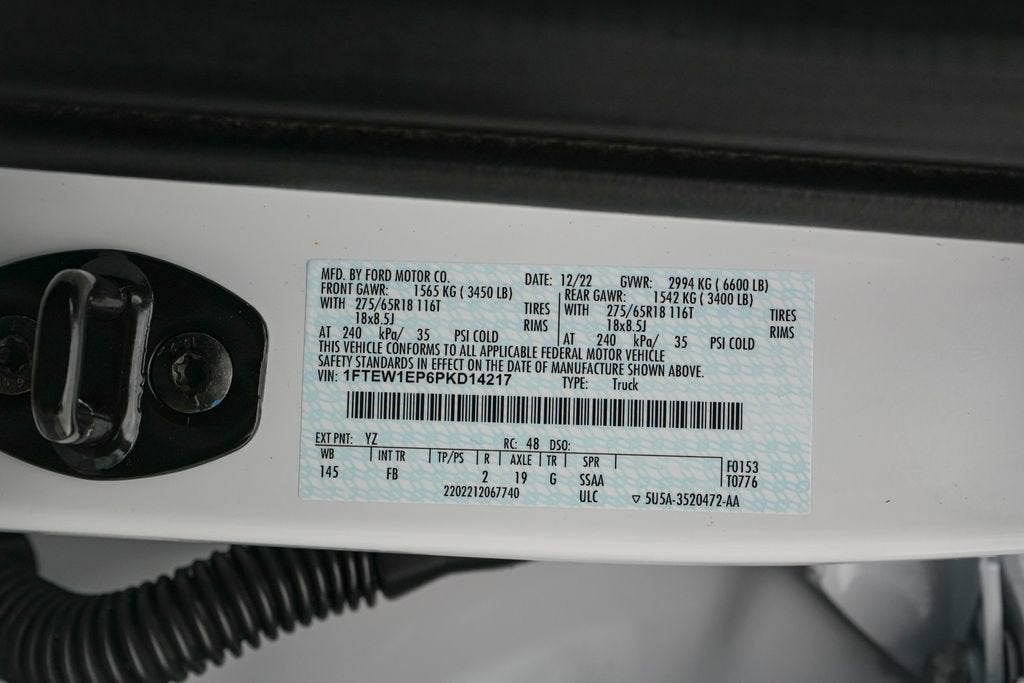 MFD. BY FORD MOTOR CO. DATE: 12/22 GVWR: 2994 KG ( 6600 LB)
FRONT GAWR: 1565 KG ( 3450 LB) REAR GAWR: 1542 KG ( 3400 LB)
WITH 275/65R18 116T TIRES WITH 275/65R18 116T TIRES
18x8.5J RIMS 18x8.5J RIMS
AT 240 kPa/ 35 PSI COLD AT 240 kPa/ 35 PSI COLD
THIS VEHICLE CONFORMS TO ALL APPLICABLE FEDERAL MOTOR VEHICLE
SAFETY STANDARDS IN EFFECT ON THE DATE OF MANUFACTURE SHOWN ABOVE.
VIN: 1FTEW1EP6PKD14217 TYPE: Truck
EXT PNT: YZ RC: 48 DSO:
WB INT TR TP/PS R AXLE TR SPR F0153
145 FB 2 19 G SSAA T0776
2202212067740 ULC ▽ 5U5A-3520472-AA